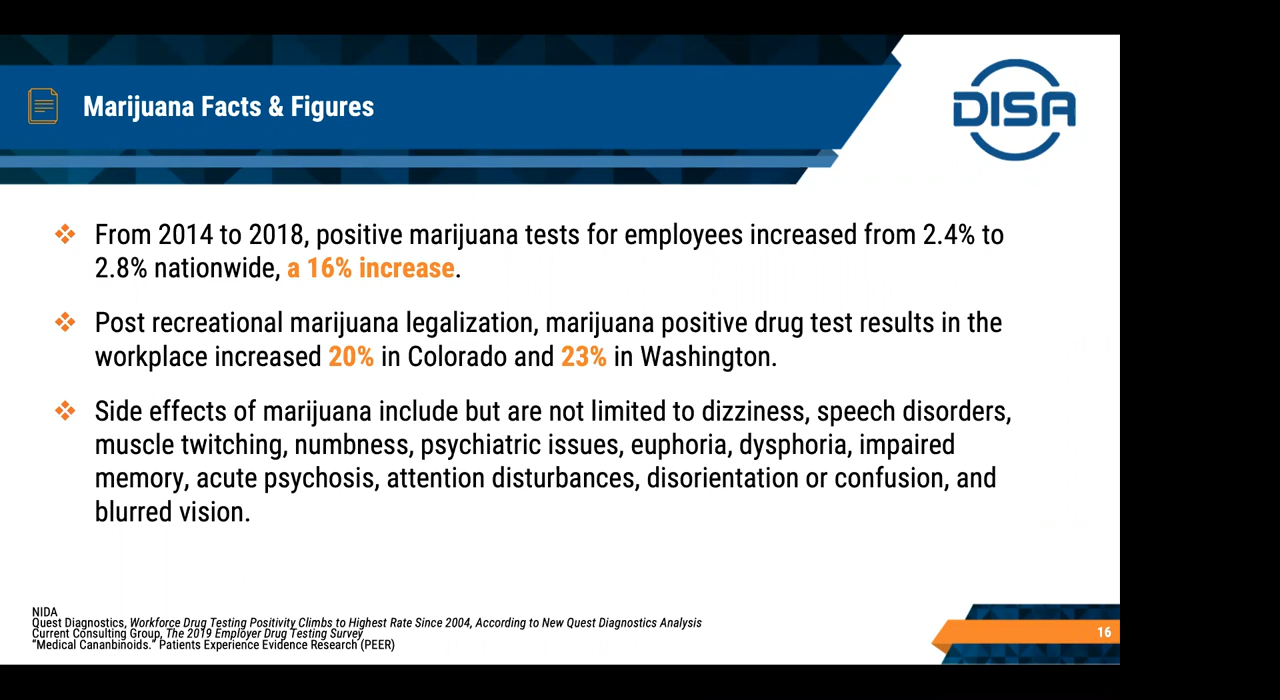 Marijuana Facts & Figures
DISA
From 2014 to 2018, positive marijuana tests for employees increased from 2.4% to
2.8% nationwide, a 16% increase.
Post recreational marijuana legalization, marijuana positive drug test results in the
workplace increased 20% in Colorado and 23% in Washington.
Side effects of marijuana include but are not limited to dizziness, speech disorders,
muscle twitching, numbness, psychiatric issues, euphoria, dysphoria, impaired
memory, acute psychosis, attention disturbances, disorientation or confusion, and
blurred vision.
NIDA
Quest Diagnostics, Workforce Drug Testing Positivity Climbs to Highest Rate Since 2004, According to New Quest Diagnostics Analysis
Current Consulting Group, The 2019 Employer Drug Testing Survey
"Medical Cananbinoids." Patients Experience Evidence Research (PEER)
16